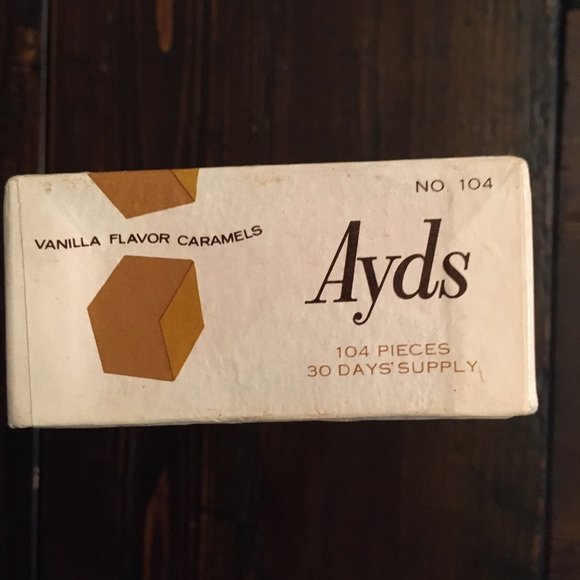 NO. 104
VANILLA FLAVOR CARAMELS
Ayds
104 PIECES
30 DAYS' SUPPLY